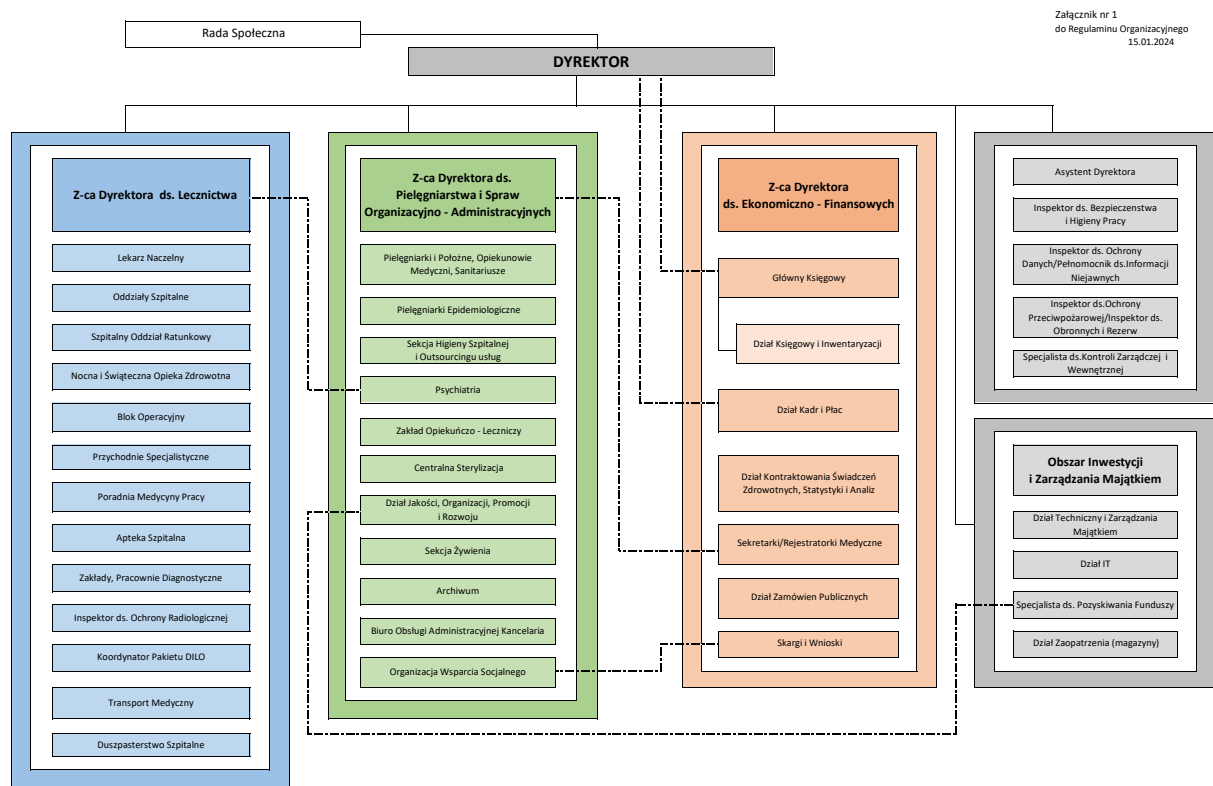 Załącznik nr 1
do Regulaminu Organizacyjnego
15.01.2024
Rada Społeczna
DYREKTOR
Z-ca Dyrektora  ds. Lecznictwa
Lekarz Naczelny
Oddziały Szpitalne
Szpitalny Oddział Ratunkowy
Nocna i Świąteczna Opieka Zdrowotna
Blok Operacyjny
Przychodnie Specjalistyczne
Poradnia Medycyny Pracy
Apteka Szpitalna
Zakłady, Pracownie Diagnostyczne
Inspektor ds. Ochrony Radiologicznej
Koordynator Pakietu DILO
Transport Medyczny
Duszpasterstwo Szpitalne
Z-ca Dyrektora ds.
Pielęgniarstwa i Spraw
Organizacyjno - Administracyjnych
Pielęgniarki i Położne, Opiekunowie
Medyczni, Sanitariusze
Pielęgniarki Epidemiologiczne
Sekcja Higieny Szpitalnej
i Outsourcingu usług
Psychiatria
Zakład Opiekuńczo - Leczniczy
Centralna Sterylizacja
Dział Jakości, Organizacji, Promocji
i Rozwoju
Sekcja Żywienia
Archiwum
Biuro Obsługi Administracyjnej Kancelaria
Organizacja Wsparcia Socjalnego
Z-ca Dyrektora
ds. Ekonomiczno - Finansowych
Główny Księgowy
Dział Księgowy i Inwentaryzacji
Dział Kadr i Płac
Dział Kontraktowania Świadczeń
Zdrowotnych, Statystyki i Analiz
Sekretarki/Rejestratorki Medyczne
Dział Zamówien Publicznych
Skargi i Wnioski
Asystent Dyrektora
Inspektor ds. Bezpieczenstwa
i Higieny Pracy
Inspektor ds. Ochrony
Danych/Pełnomocnik ds.Informacji
Niejawnych
Inspektor ds.Ochrony
Przeciwpożarowej/Inspektor ds.
Obronnych i Rezerw
Specjalista ds.Kontroli Zarządczej  i
Wewnętrznej
Obszar Inwestycji
i Zarządzania Majątkiem
Dział Techniczny i Zarządzania
Majątkiem
Dział IT
Specjalista ds. Pozyskiwania Funduszy
Dział Zaopatrzenia (magazyny)